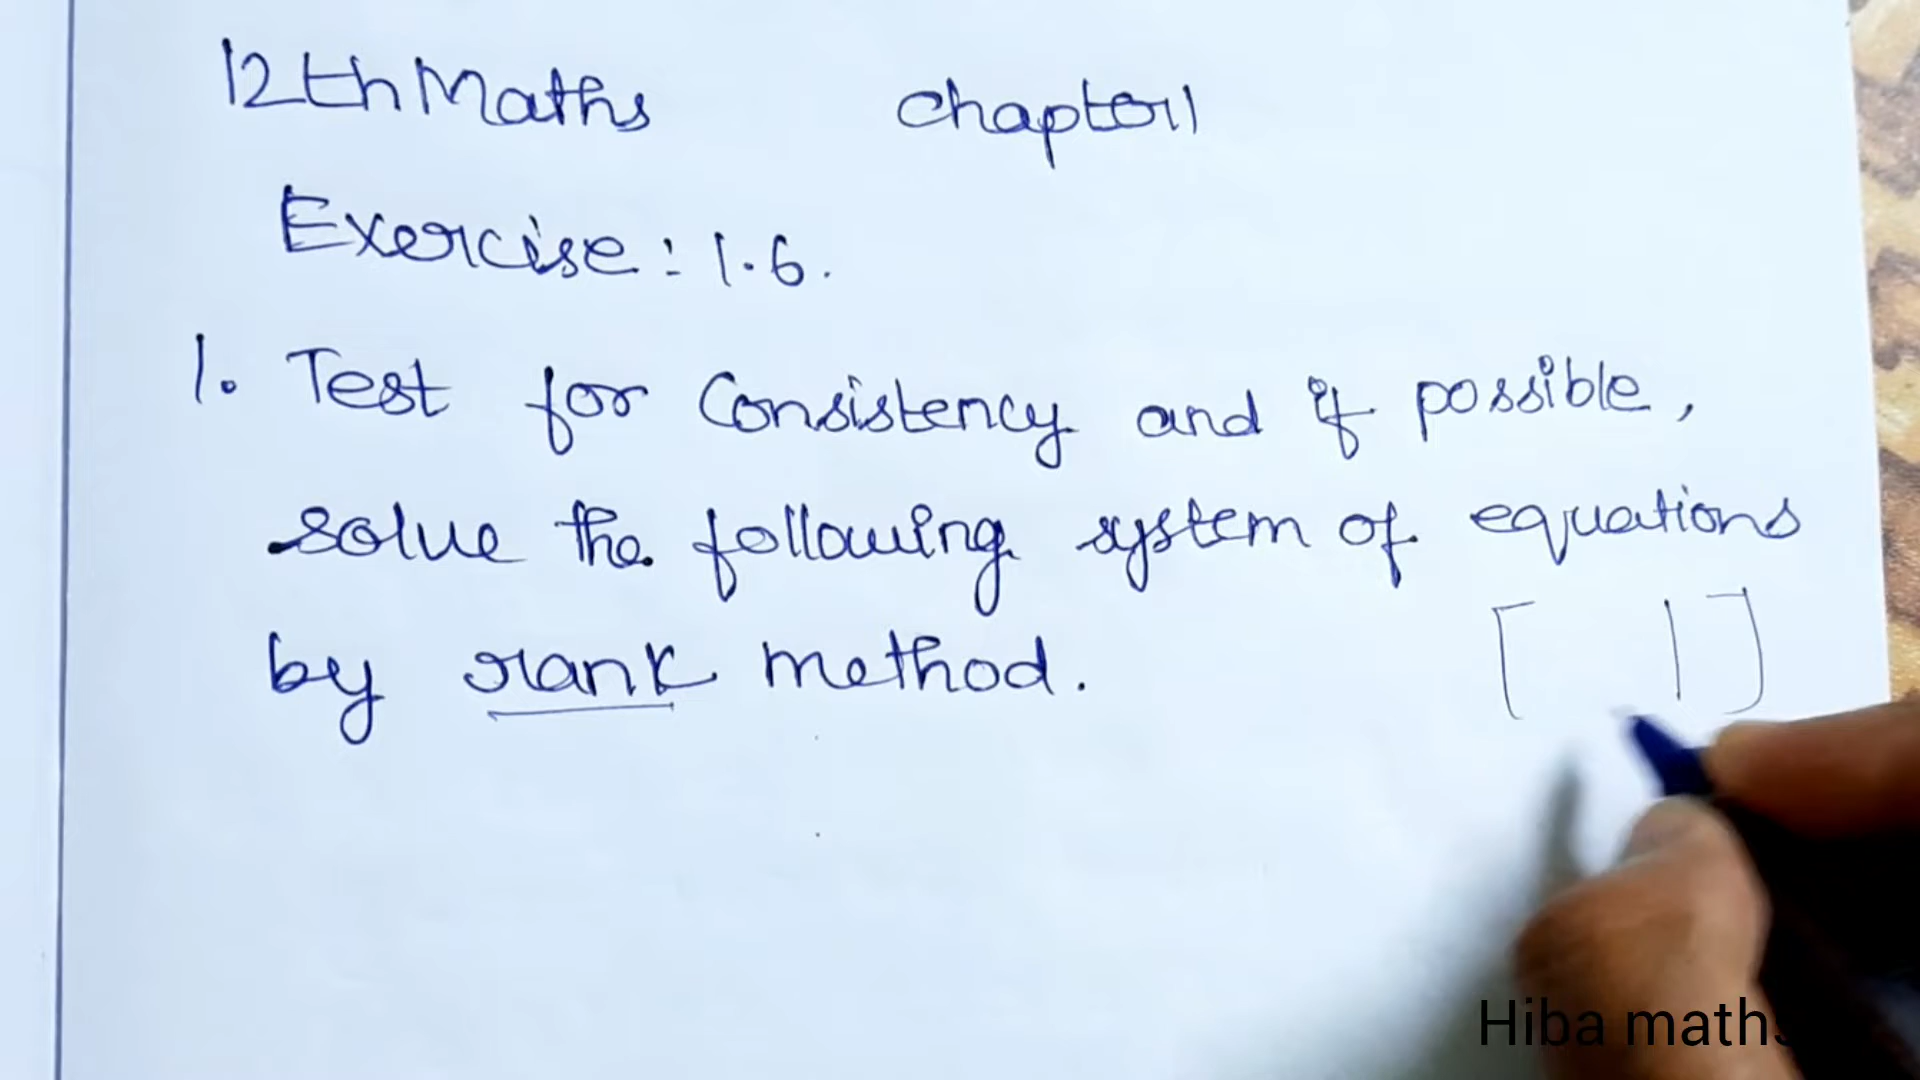 12th Maths chapter 1
Exercise: 1.6.
1. Test for Consistency and if possible,
solve the following system of equations
by rank method.
Hiba maths